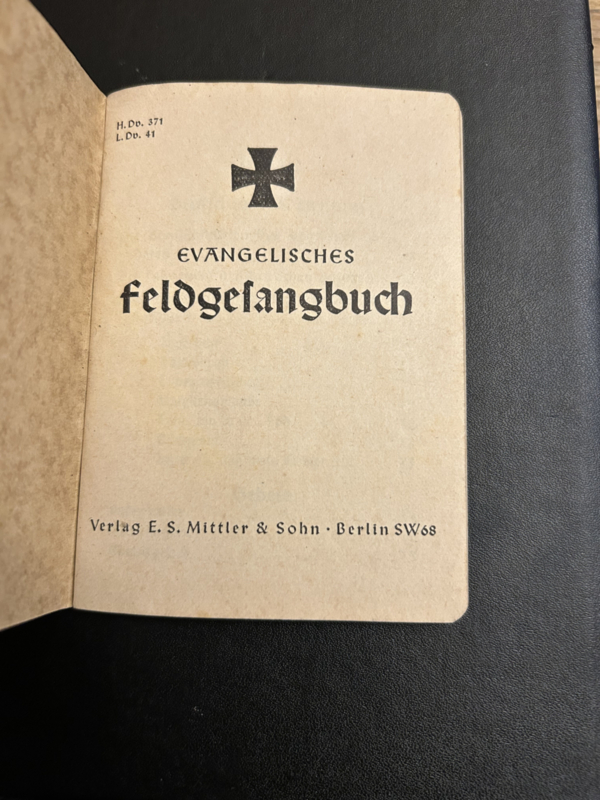 H. Dv. 371
L. Dv. 41
EVANGELISCHES
Feldgeſangbuch
Verlag E. S. Mittler & Sohn · Berlin SW68